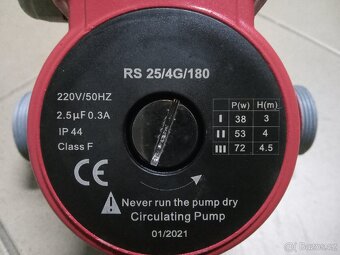 RS 25/4G/180
220V/50HZ
2.5µF 0.3A
IP 44
Class F
P(w) H(m)
I 38 3
II 53 4
III 72 4.5
CE
Never run the pump dry
Circulating Pump
01/2021